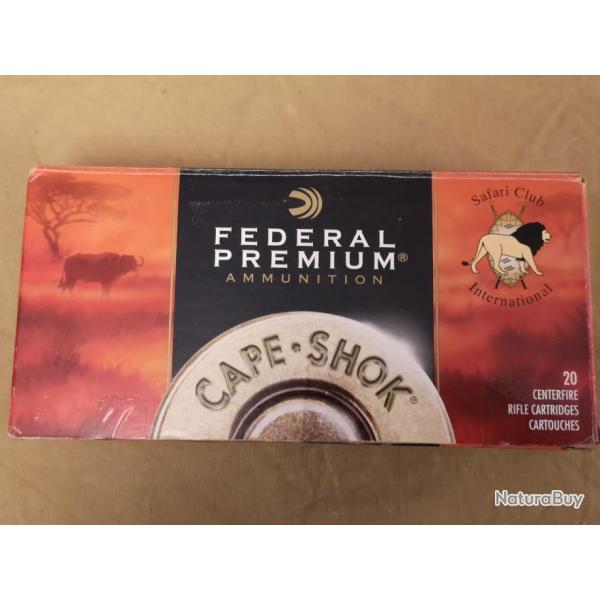 FEDERAL
PREMIUM®
AMMUNITION
CAPE•SHOK®
Safari Club
International
20
CENTERFIRE
RIFLE CARTRIDGES
CARTOUCHES
NaturaBuy